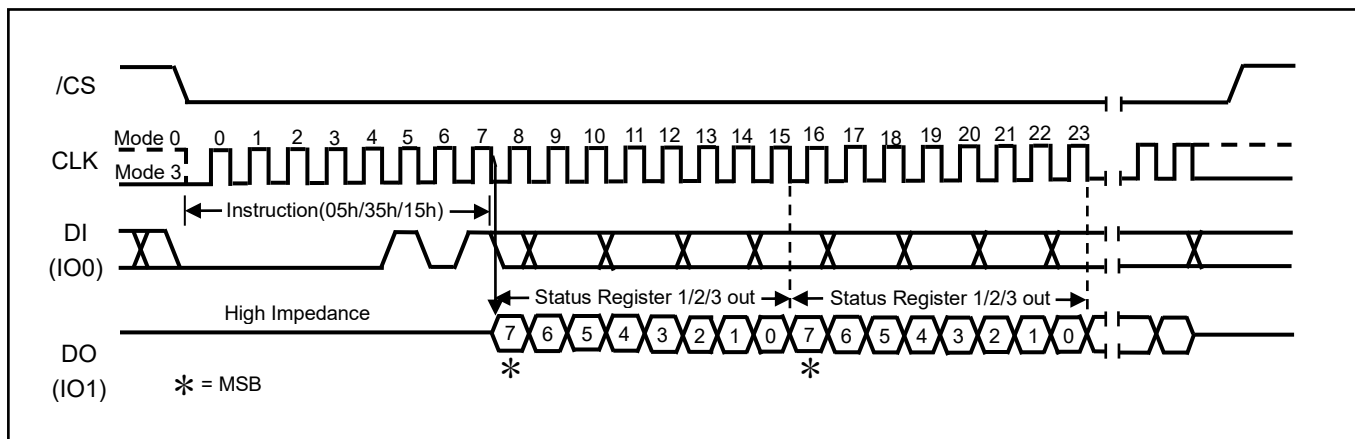 /CS
Mode 0 0 1 2 3 4 5 6 7 8 9 10 11 12 13 14 15 16 17 18 19 20 21 22 23
CLK
Mode 3
Instruction(05h/35h/15h)
DI
(IO0)
Status Register 1/2/3 out Status Register 1/2/3 out
High Impedance
7 6 5 4 3 2 1 0 7 6 5 4 3 2 1 0
DO
(IO1)
* *
* = MSB